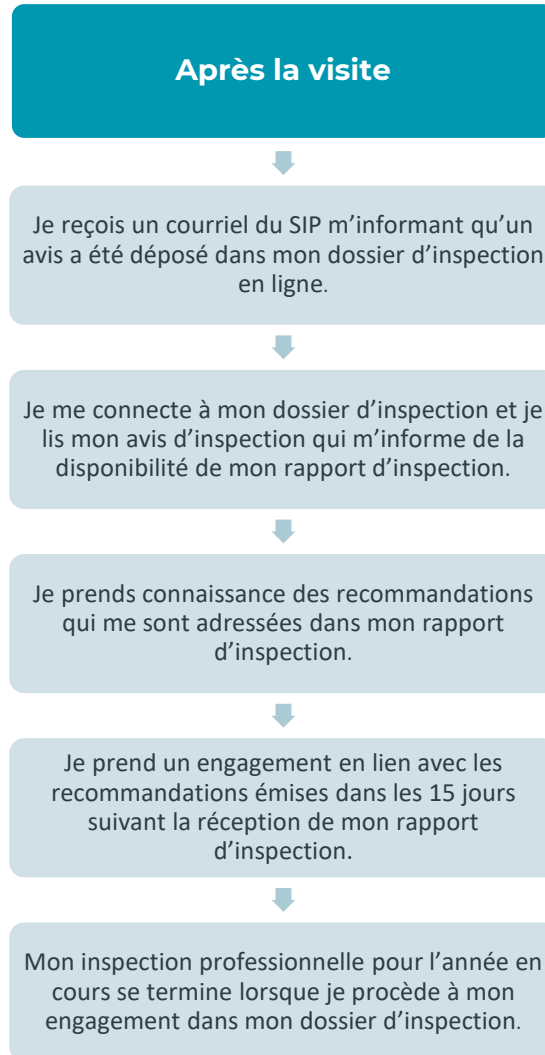 Après la visite
Je reçois un courriel du SIP m’informant qu’un
avis a été déposé dans mon dossier d’inspection
en ligne.
Je me connecte à mon dossier d’inspection et je
lis mon avis d’inspection qui m’informe de la
disponibilité de mon rapport d’inspection.
Je prends connaissance des recommandations
qui me sont adressées dans mon rapport
d’inspection.
Je prend un engagement en lien avec les
recommandations émises dans les 15 jours
suivant la réception de mon rapport
d’inspection.
Mon inspection professionnelle pour l’année en
cours se termine lorsque je procède à mon
engagement dans mon dossier d’inspection.